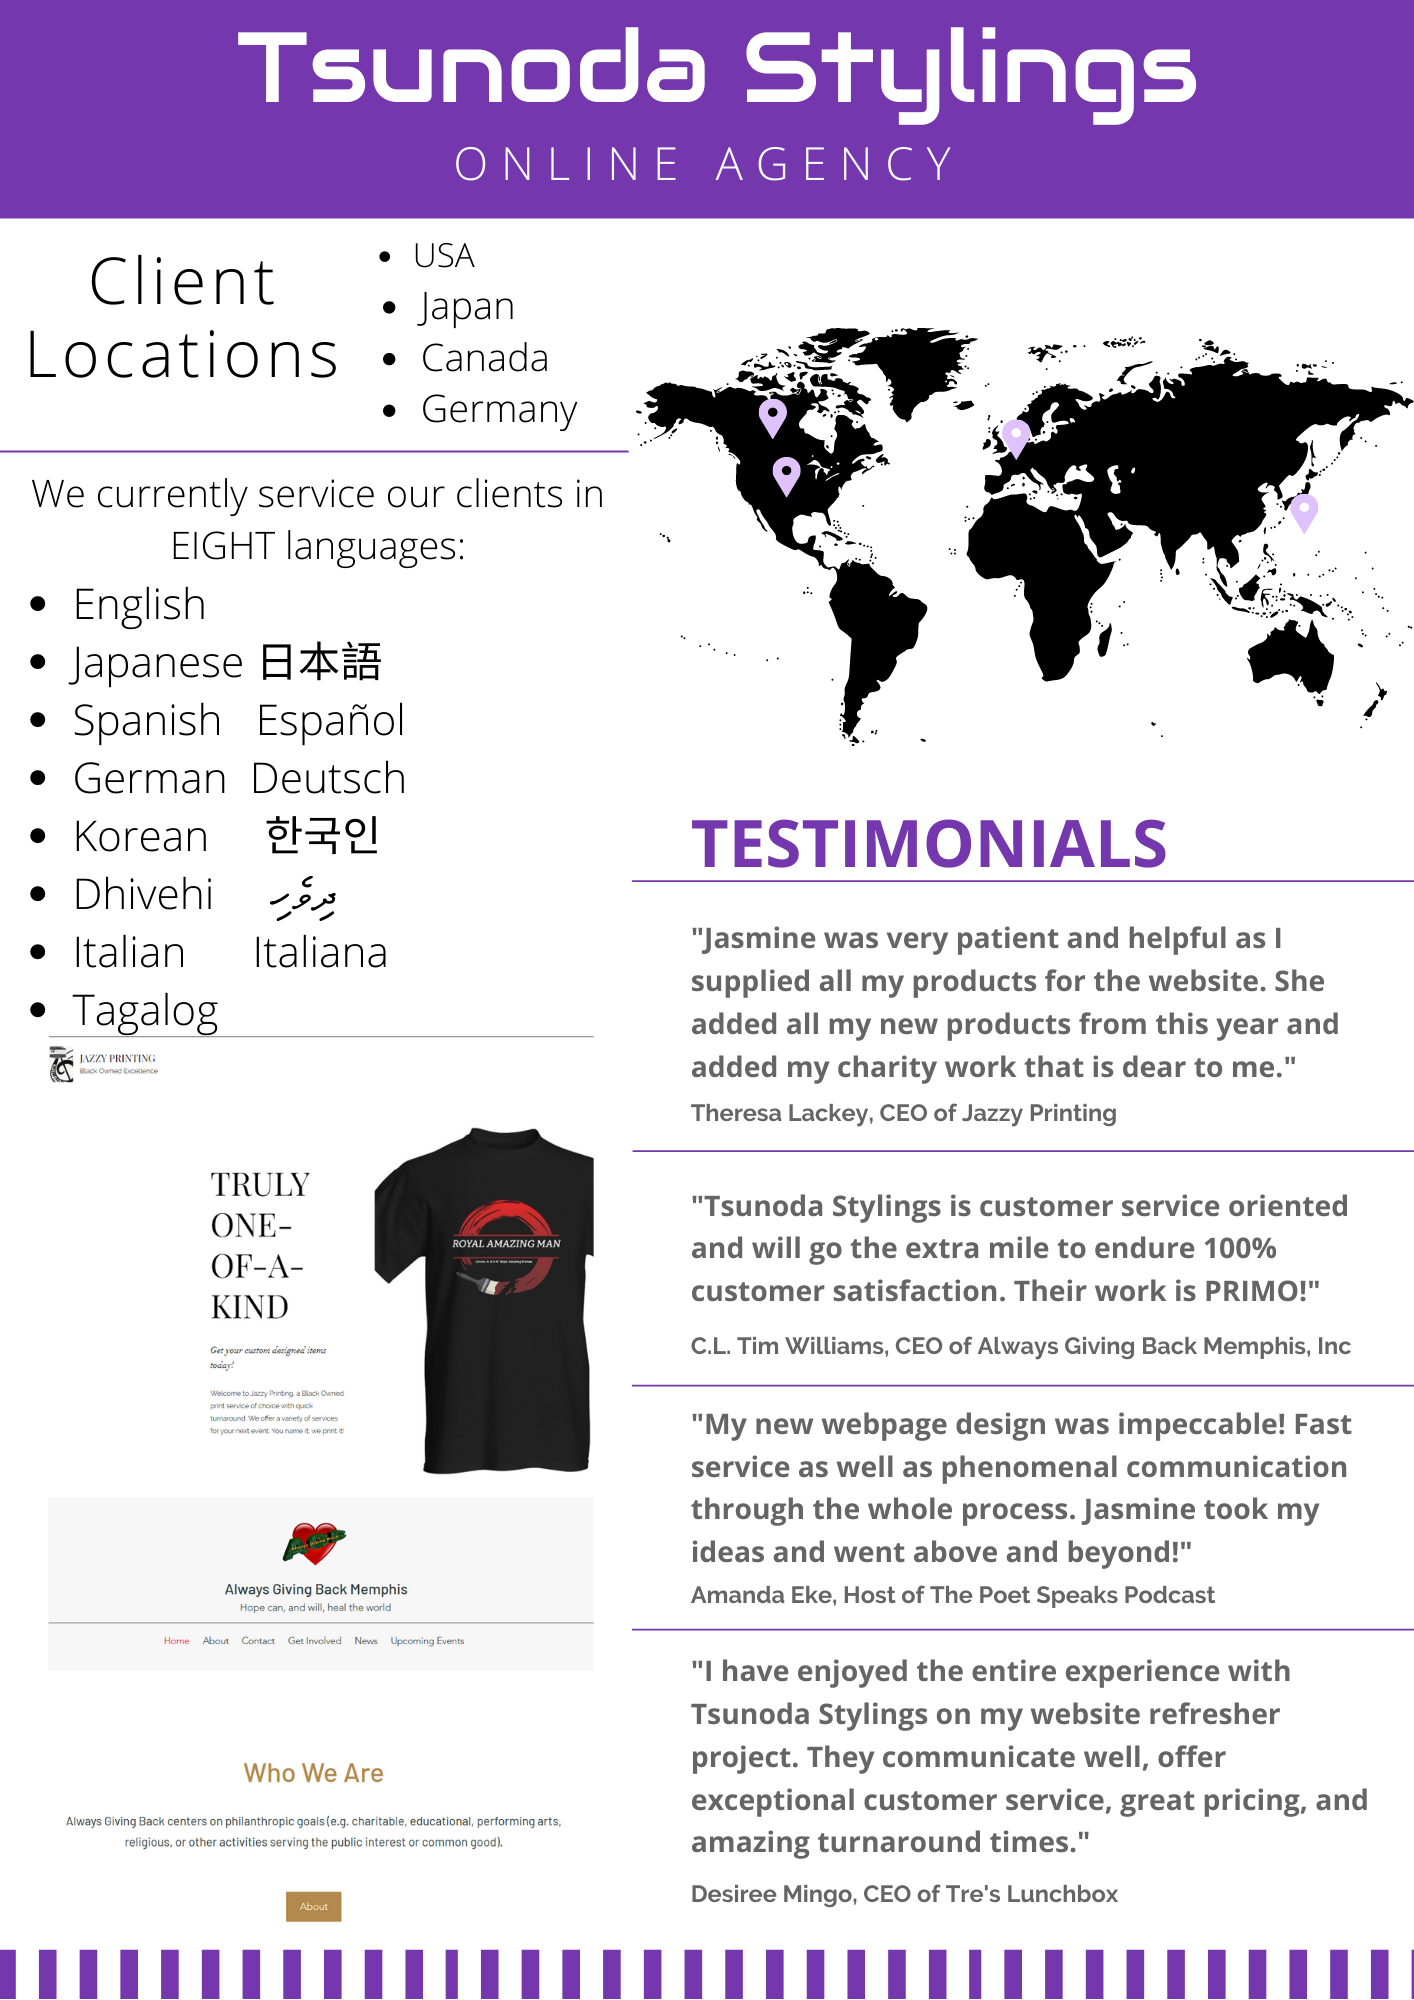 Tsunoda Stylings
ONLINE AGENCY
Client
Locations
• USA
• Japan
• Canada
• Germany
We currently service our clients in
EIGHT languages:
• English
• Japanese 日本語
• Spanish Español
• German Deutsch
• Korean 한국인
• Dhivehi ދިވެހި
• Italian Italiana
• Tagalog
JAZZY PRINTING
Black Owned Excellence
TRULY
ONE-
OF-A-
KIND
Get your custom designed items
today!
Welcome to Jazzy Printing, a Black Owned
print service of choice with quick
turnaround. We offer a variety of services
for your next event. You name it, we print it!
ROYAL AMAZING MAN
Always Giving Back Memphis
Hope can, and will, heal the world
Home About Contact Get Involved News Upcoming Events
Who We Are
Always Giving Back centers on philanthropic goals (e.g. charitable, educational, performing arts,
religious, or other activities serving the public interest or common good).
About
TESTIMONIALS
"Jasmine was very patient and helpful as I
supplied all my products for the website. She
added all my new products from this year and
added my charity work that is dear to me."
Theresa Lackey, CEO of Jazzy Printing
"Tsunoda Stylings is customer service oriented
and will go the extra mile to endure 100%
customer satisfaction. Their work is PRIMO!"
C.L. Tim Williams, CEO of Always Giving Back Memphis, Inc
"My new webpage design was impeccable! Fast
service as well as phenomenal communication
through the whole process. Jasmine took my
ideas and went above and beyond!"
Amanda Eke, Host of The Poet Speaks Podcast
"I have enjoyed the entire experience with
Tsunoda Stylings on my website refresher
project. They communicate well, offer
exceptional customer service, great pricing, and
amazing turnaround times."
Desiree Mingo, CEO of Tre's Lunchbox